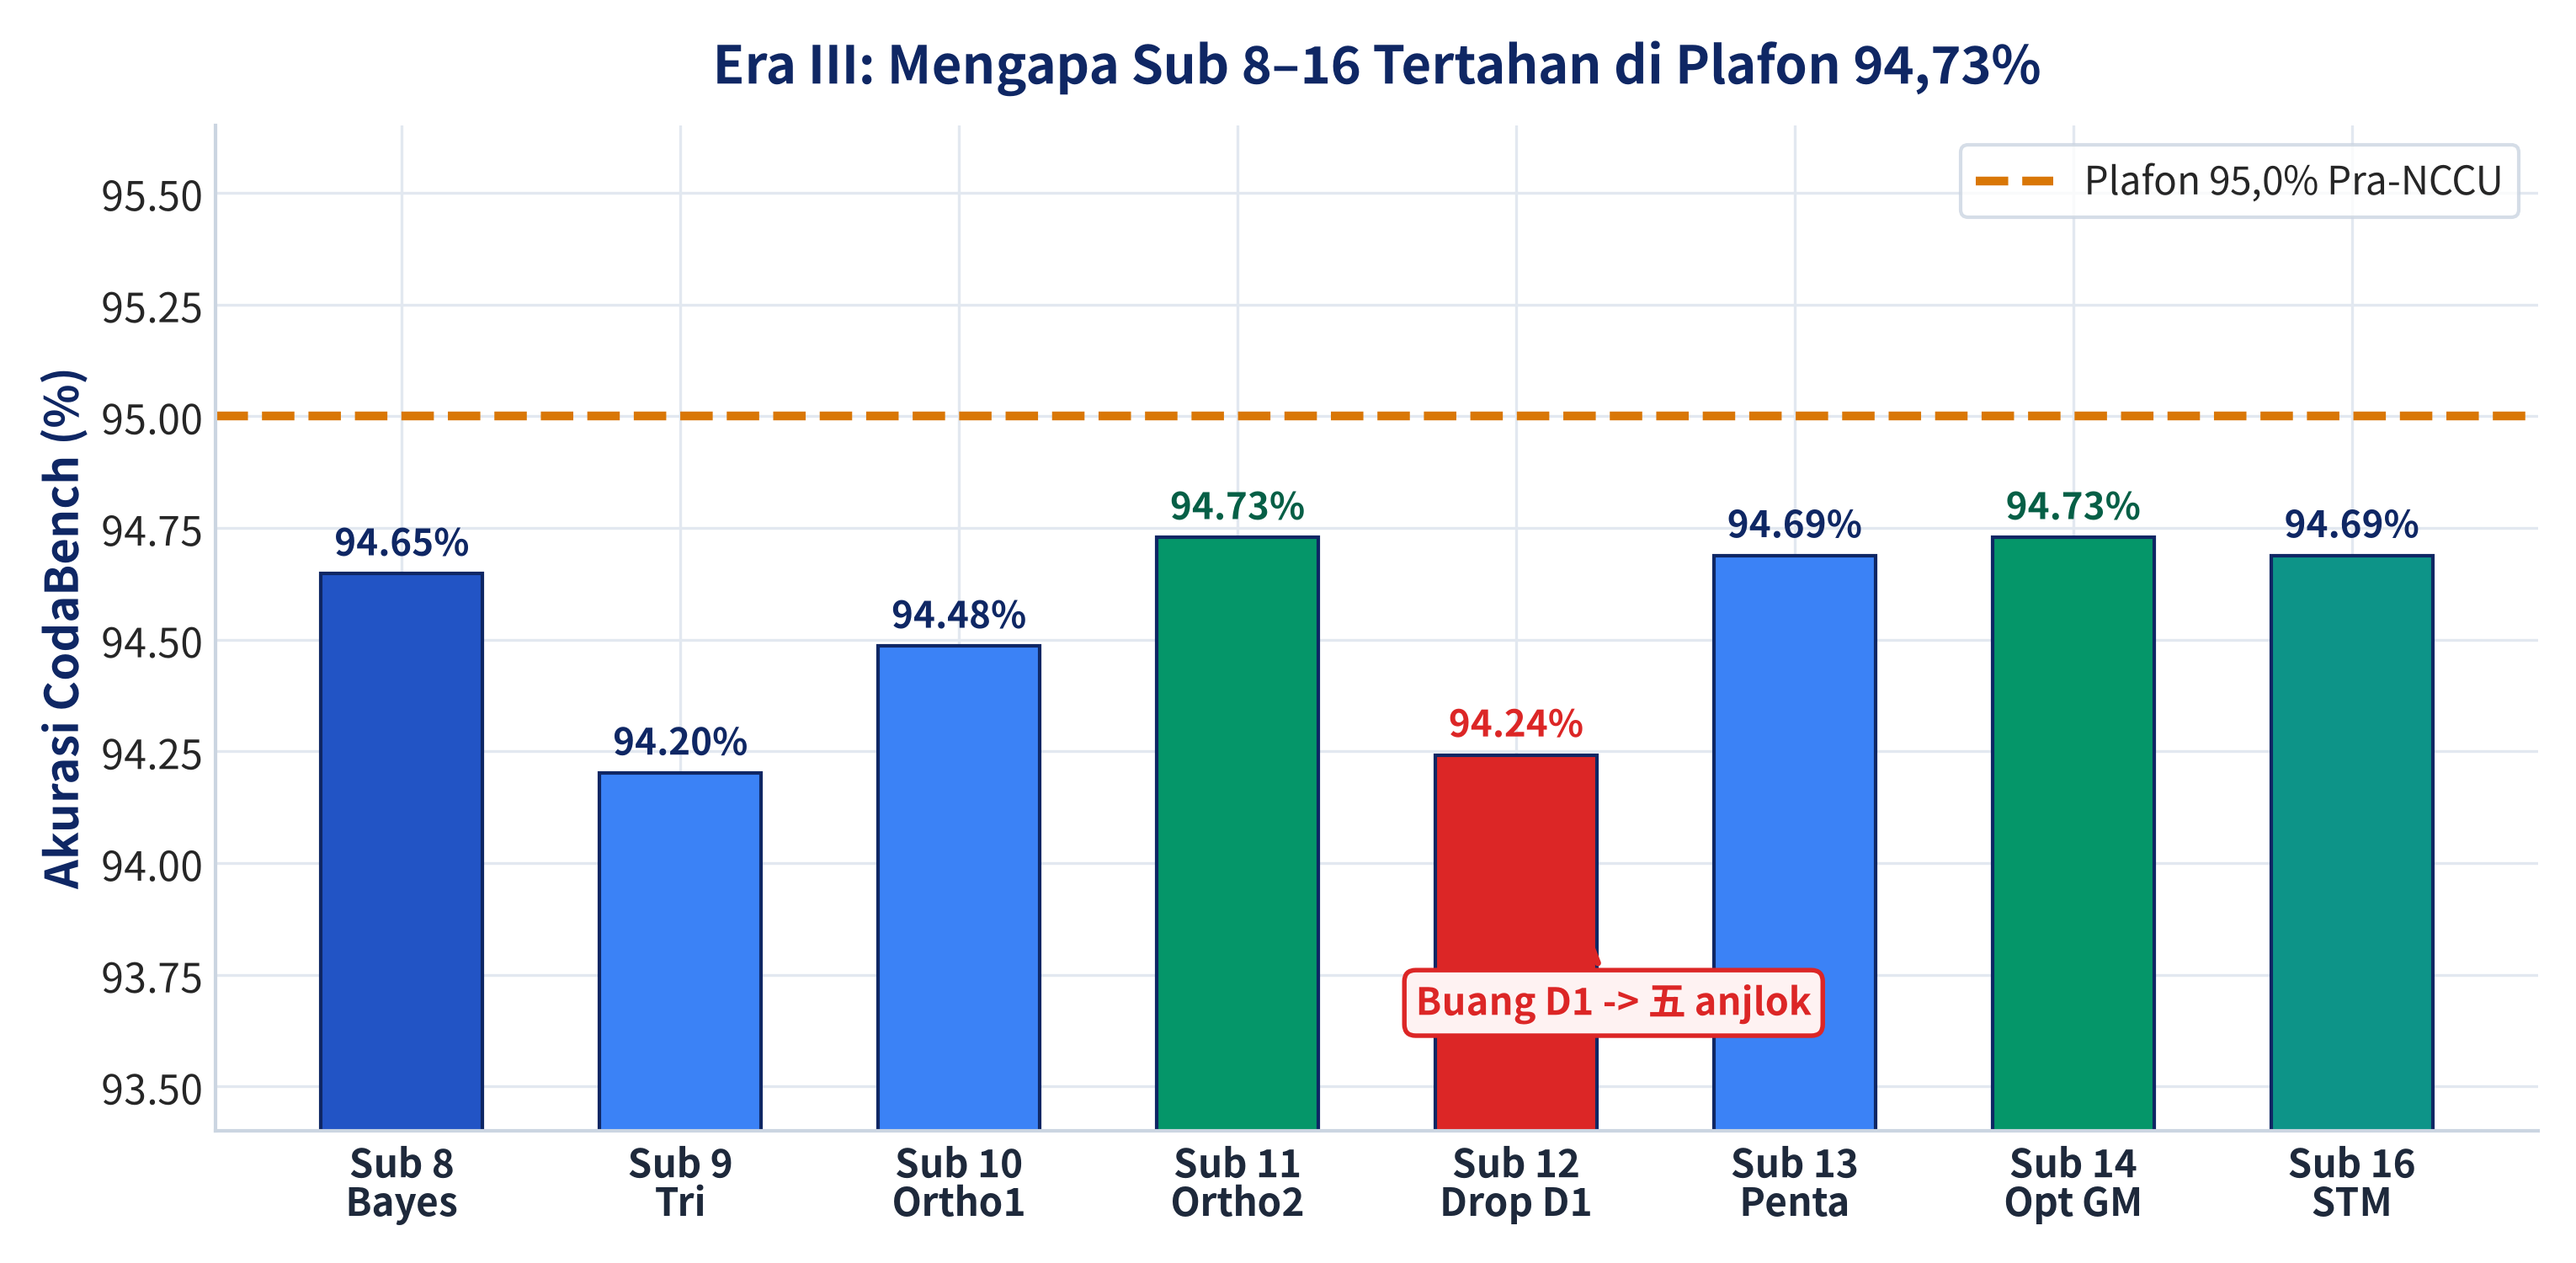 Era III: Mengapa Sub 8–16 Tertahan di Plafon 94,73%
Plafon 95,0% Pra-NCCU
Akurasi CodaBench (%)
95.50
95.25
95.00
94.75
94.50
94.25
94.00
93.75
93.50
94.65%
94.20%
94.48%
94.73%
94.24%
94.69%
94.73%
94.69%
Buang D1 -> 五 anjlok
Sub 8
Bayes
Sub 9
Tri
Sub 10
Ortho1
Sub 11
Ortho2
Sub 12
Drop D1
Sub 13
Penta
Sub 14
Opt GM
Sub 16
STM